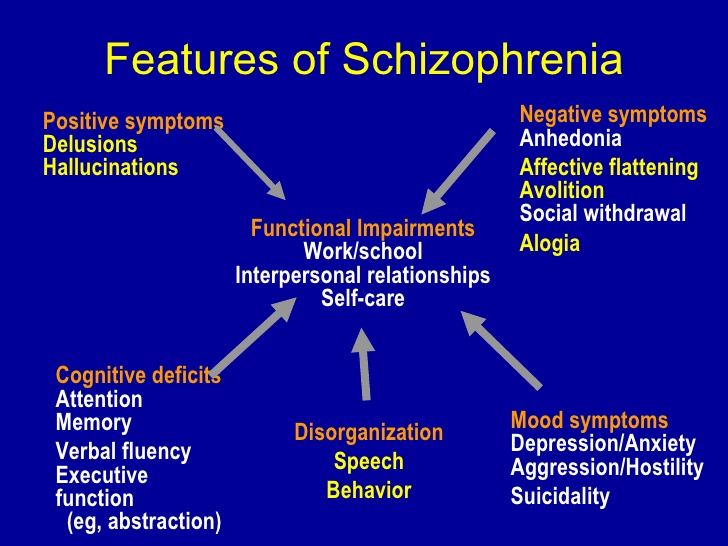 Features of Schizophrenia
Positive symptoms
Delusions
Hallucinations
Negative symptoms
Anhedonia
Affective flattening
Avolition
Social withdrawal
Alogia
Functional Impairments
Work/school
Interpersonal relationships
Self-care
Cognitive deficits
Attention
Memory
Verbal fluency
Executive
function
(eg, abstraction)
Disorganization
Speech
Behavior
Mood symptoms
Depression/Anxiety
Aggression/Hostility
Suicidality